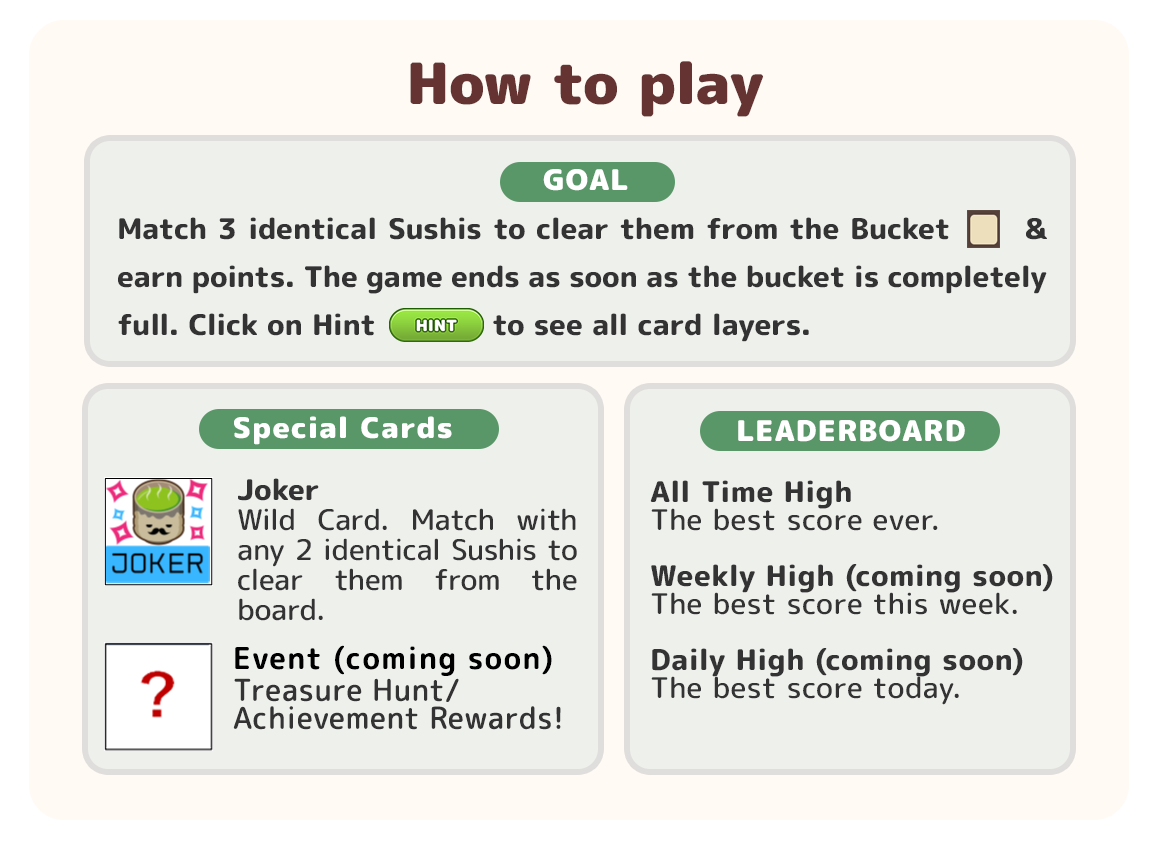 How to play
GOAL
Match 3 identical Sushis to clear them from the Bucket &
earn points. The game ends as soon as the bucket is completely
full. Click on Hint HINT to see all card layers.
Special Cards
JOKER
Joker
Wild Card. Match with
any 2 identical Sushis to
clear them from the
board.
?
Event (coming soon)
Treasure Hunt/
Achievement Rewards!
LEADERBOARD
All Time High
The best score ever.
Weekly High (coming soon)
The best score this week.
Daily High (coming soon)
The best score today.